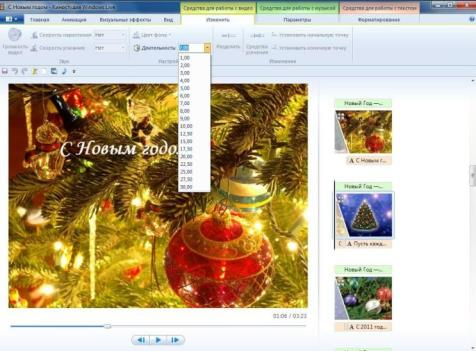 С Новым годом - Киностудия Windows Live
Средства для работы с видео
Средства для работы с музыкой
Средства для работы с текстом
Главная Анимация Визуальные эффекты Вид Изменить Параметры Форматирование
Громкость видео
Скорость нарастания: Нет
Скорость угасания: Нет
Звук
Цвет фона
Длительность: 7,00
Разделить
Средство усечения
Установить начальную точку
Установить конечную точку
Изменение
1,00
2,00
3,00
4,00
5,00
6,00
7,00
8,00
9,00
10,00
12,50
15,00
17,50
20,00
22,50
25,00
27,50
30,00
С Новым годо
01:06 / 03:23
Новый Год —...
А С Новым г...
Новый Год —...
А Пусть кажд...
Новый Год —...
А С 2011 год...